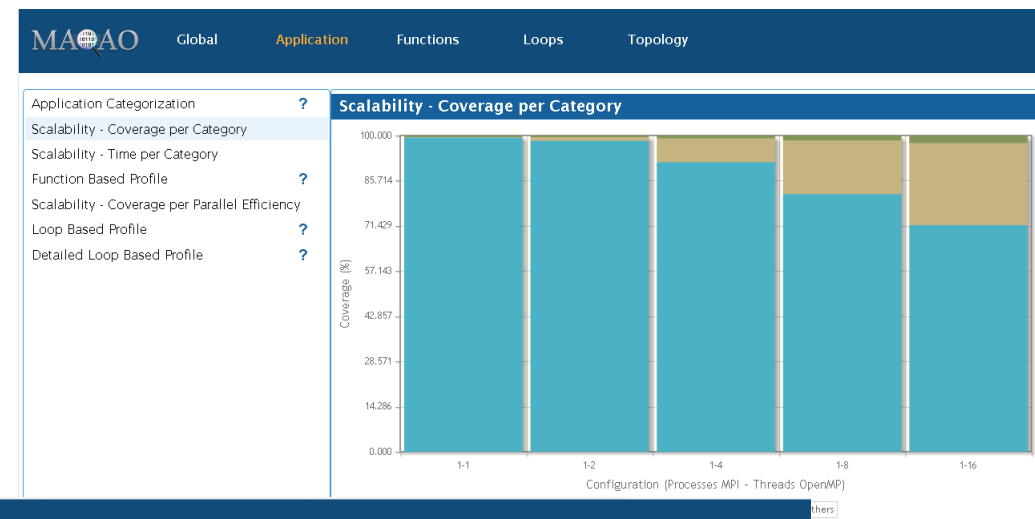 MAQAO Global Application Functions Loops Topology
Application Categorization ?
Scalability - Coverage per Category
Scalability - Time per Category
Function Based Profile ?
Scalability - Coverage per Parallel Efficiency
Loop Based Profile ?
Detailed Loop Based Profile ?
Scalability - Coverage per Category
100.000
85.714
71.429
57.143
42.857
28.571
14.286
0.000
Coverage (%)
1-1 1-2 1-4 1-8 1-16
Configuration (Processes MPI - Threads OpenMP)
thers